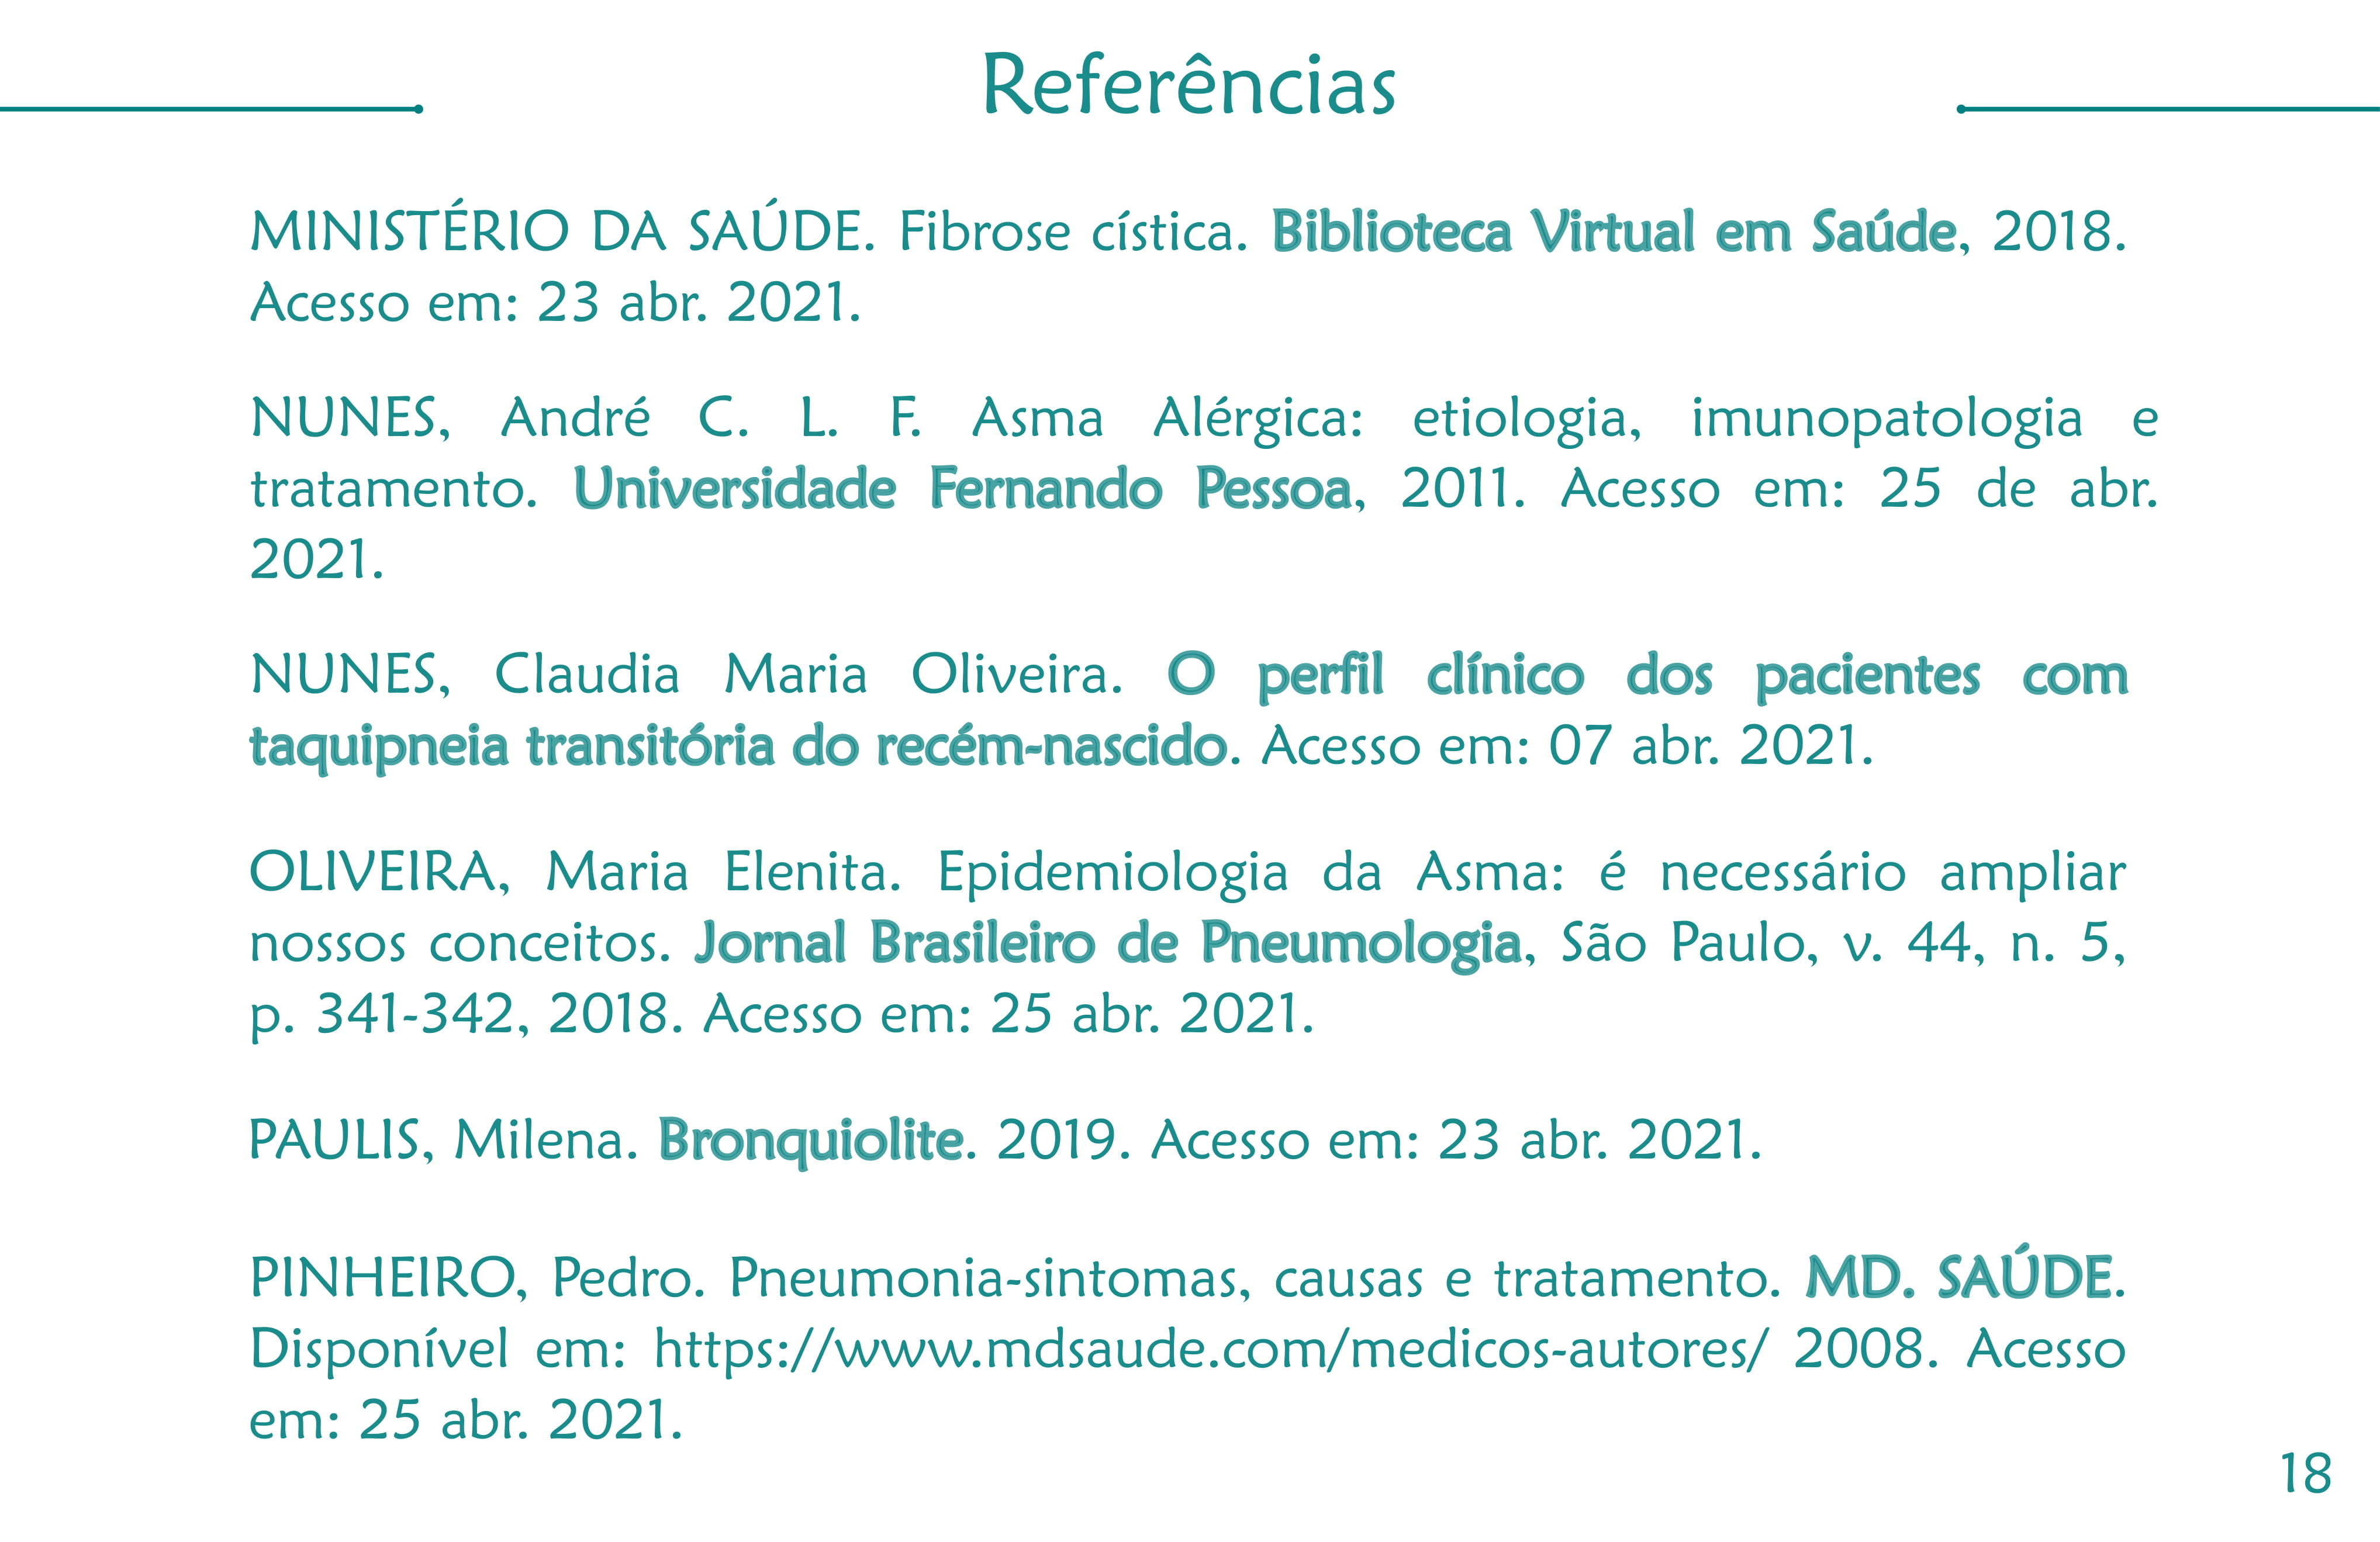 Referências
MINISTÉRIO DA SAÚDE. Fibrose cística. Biblioteca Virtual em Saúde, 2018.
Acesso em: 23 abr. 2021.
NUNES, André C. L. F. Asma Alérgica: etiologia, imunopatologia e
tratamento. Universidade Fernando Pessoa, 2011. Acesso em: 25 de abr.
2021.
NUNES, Claudia Maria Oliveira. O perfil clínico dos pacientes com
taquipneia transitória do recém-nascido. Acesso em: 07 abr. 2021.
OLIVEIRA, Maria Elenita. Epidemiologia da Asma: é necessário ampliar
nossos conceitos. Jornal Brasileiro de Pneumologia, São Paulo, v. 44, n. 5,
p. 341-342, 2018. Acesso em: 25 abr. 2021.
PAULIS, Milena. Bronquiolite. 2019. Acesso em: 23 abr. 2021.
PINHEIRO, Pedro. Pneumonia-sintomas, causas e tratamento. MD. SAÚDE.
Disponível em: https://www.mdsaude.com/medicos-autores/ 2008. Acesso
em: 25 abr. 2021.
18